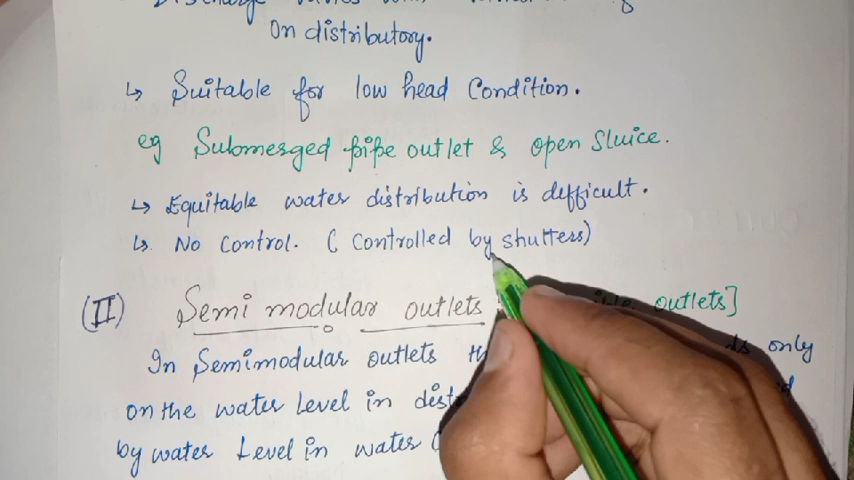 On distributory.
↳ Suitable for low head Condition.
eg Submerged pipe outlet & open Sluice.
↳ Equitable water distribution is difficult.
↳ No Control. ( Controlled by shutters)
(II) Semi modular outlets outlets]
In Semimodular outlets only
on the water Level in
by water Level in water